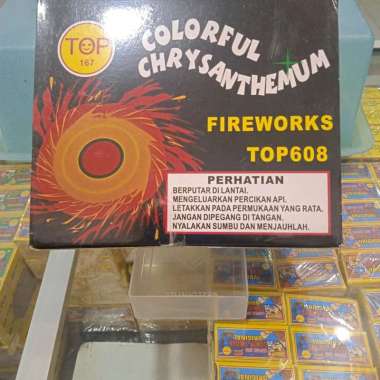 TOP
167
COLORFUL
CHRYSANTHEMUM
FIREWORKS
TOP608
PERHATIAN
BERPUTAR DI LANTAI.
MENGELUARKAN PERCIKAN API.
LETAKKAN PADA PERMUKAAN YANG RATA,
JANGAN DIPEGANG DI TANGAN.
NYALAKAN SUMBU DAN MENJAUHLAH.